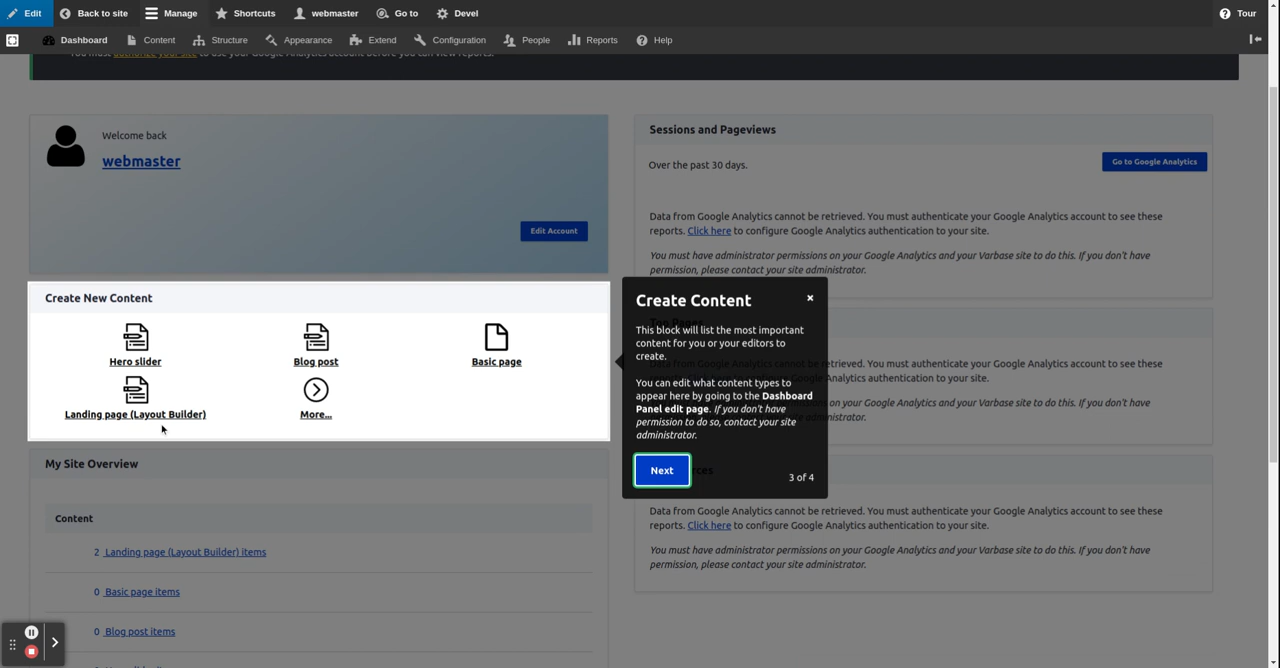 Edit
Back to site
Manage
Shortcuts
webmaster
Go to
Devel
Tour
Dashboard
Content
Structure
Appearance
Extend
Configuration
People
Reports
Help
You must authorize your site to use your Google Analytics account before you can view reports.
Welcome back
webmaster
Edit Account
Create New Content
Hero slider
Blog post
Basic page
Landing page (Layout Builder)
More...
My Site Overview
Content
2 Landing page (Layout Builder) items
0 Basic page items
0 Blog post items
Sessions and Pageviews
Over the past 30 days.
Go to Google Analytics
Data from Google Analytics cannot be retrieved. You must authenticate your Google Analytics account to see these
reports. Click here to configure Google Analytics authentication to your site.
You must have administrator permissions on your Google Analytics and your Varbase site to do this. If you don't have
permission, please contact your site administrator.
Create Content
×
This block will list the most important
content for you or your editors to
create.
You can edit what content types to
appear here by going to the Dashboard
Panel edit page. If you don't have
permission to do so, contact your site
administrator.
Next
3 of 4
Data from Google Analytics cannot be retrieved. You must authenticate your Google Analytics account to see these
reports. Click here to configure Google Analytics authentication to your site.
You must have administrator permissions on your Google Analytics and your Varbase site to do this. If you don't have
permission, please contact your site administrator.